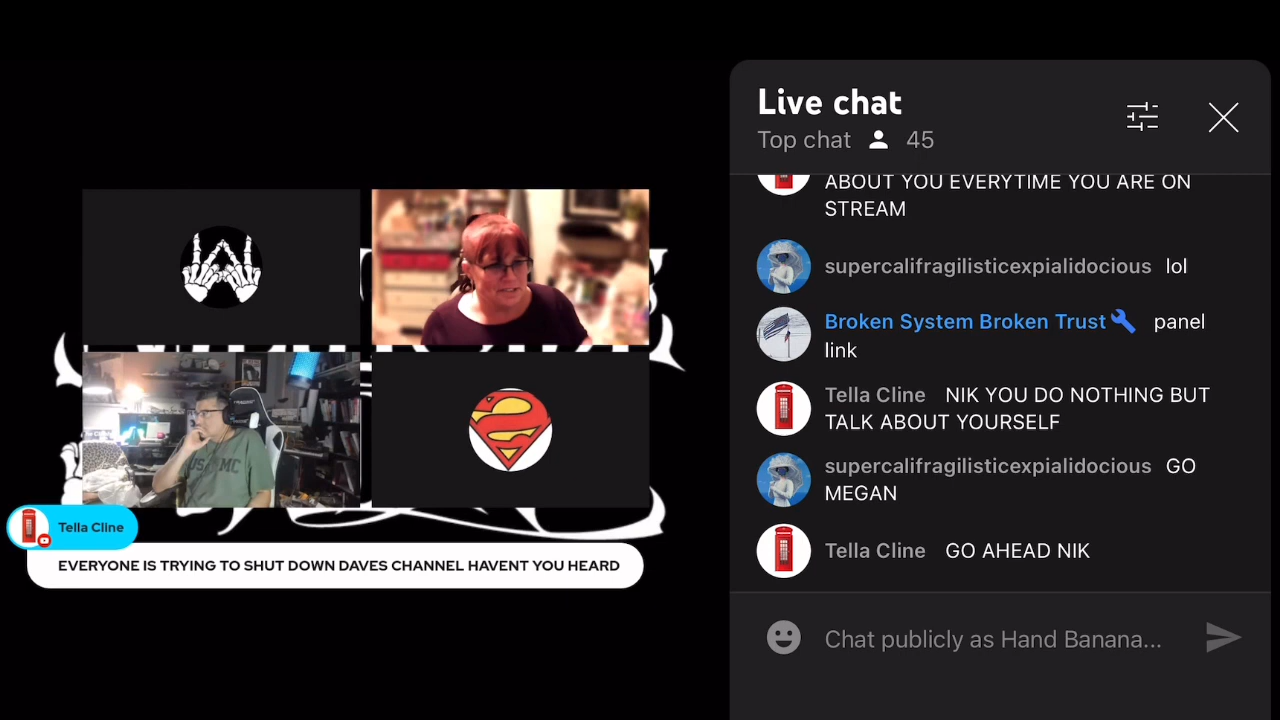 Live chat
Top chat 45
ABOUT YOU EVERYTIME YOU ARE ON
STREAM
supercalifragilisticexpialidocious lol
Broken System Broken Trust panel
link
Tella Cline NIK YOU DO NOTHING BUT
TALK ABOUT YOURSELF
supercalifragilisticexpialidocious GO
MEGAN
Tella Cline GO AHEAD NIK
Chat publicly as Hand Banana...
Tella Cline
EVERYONE IS TRYING TO SHUT DOWN DAVES CHANNEL HAVENT YOU HEARD